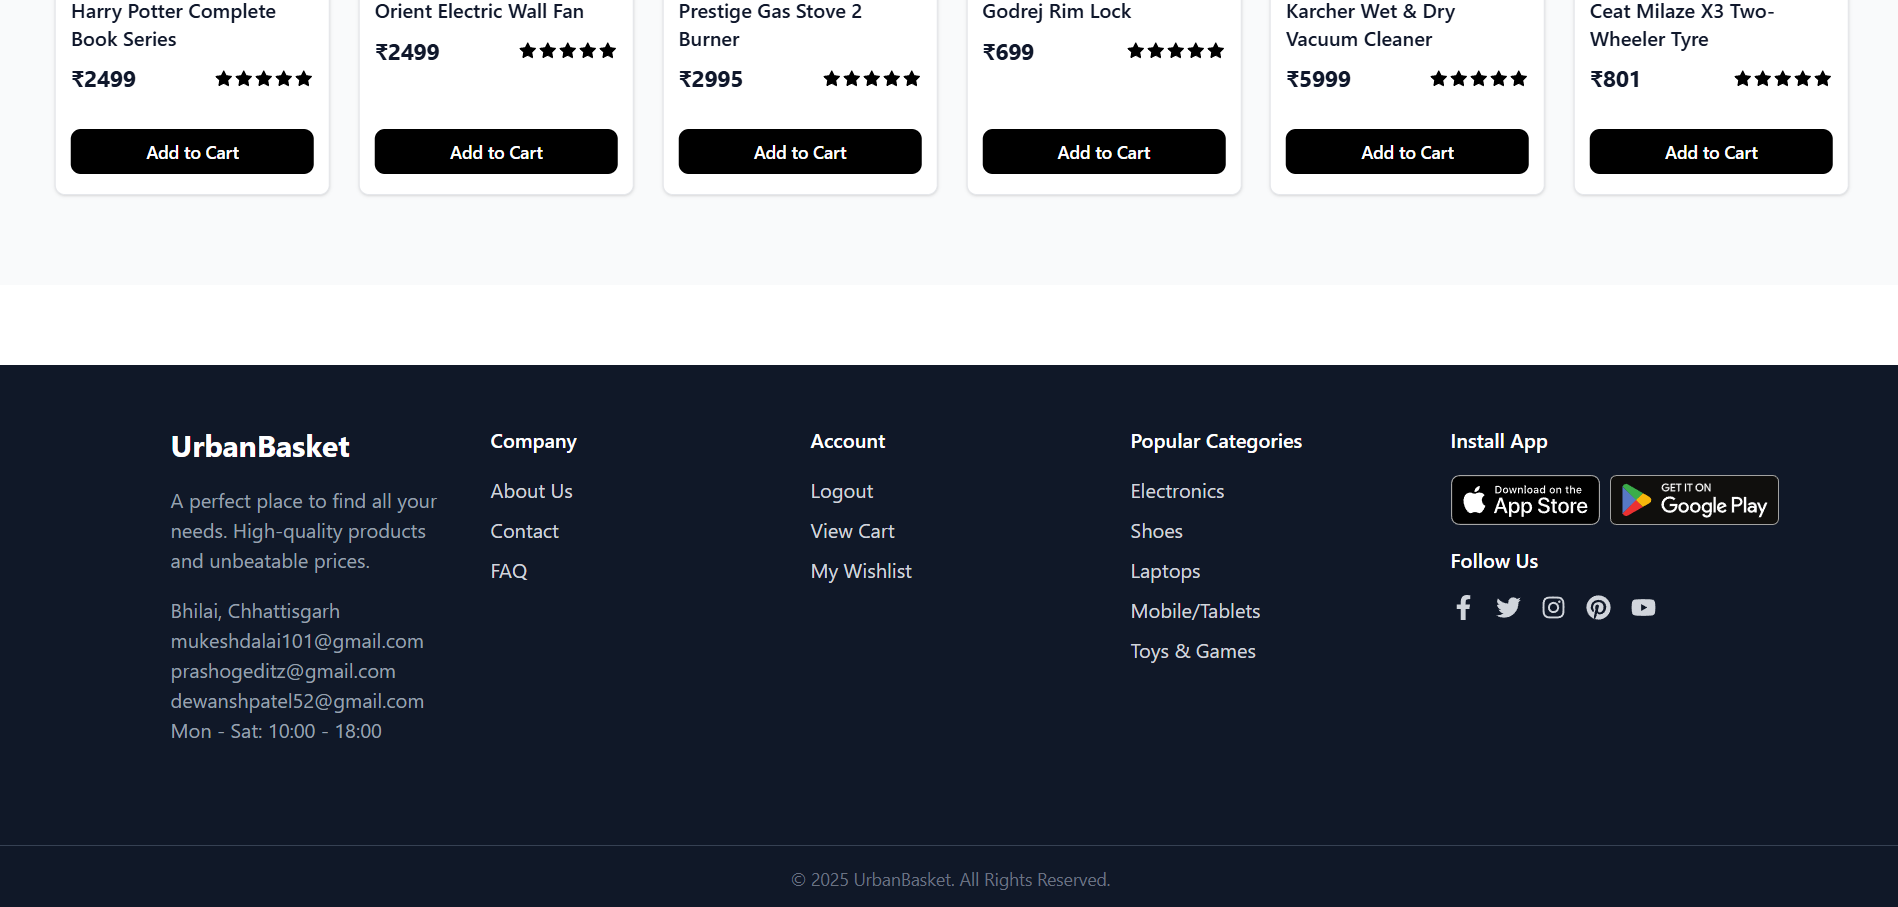 Harry Potter Complete
Book Series
₹2499
Add to Cart
Orient Electric Wall Fan
₹2499
Add to Cart
Prestige Gas Stove 2
Burner
₹2995
Add to Cart
Godrej Rim Lock
₹699
Add to Cart
Karcher Wet & Dry
Vacuum Cleaner
₹5999
Add to Cart
Ceat Milaze X3 Two-
Wheeler Tyre
₹801
Add to Cart
UrbanBasket
A perfect place to find all your
needs. High-quality products
and unbeatable prices.
Bhilai, Chhattisgarh
mukeshdalai101@gmail.com
prashogeditz@gmail.com
dewanshpatel52@gmail.com
Mon - Sat: 10:00 - 18:00
Company
About Us
Contact
FAQ
Account
Logout
View Cart
My Wishlist
Popular Categories
Electronics
Shoes
Laptops
Mobile/Tablets
Toys & Games
Install App
Download on the
App Store
GET IT ON
Google Play
Follow Us
© 2025 UrbanBasket. All Rights Reserved.